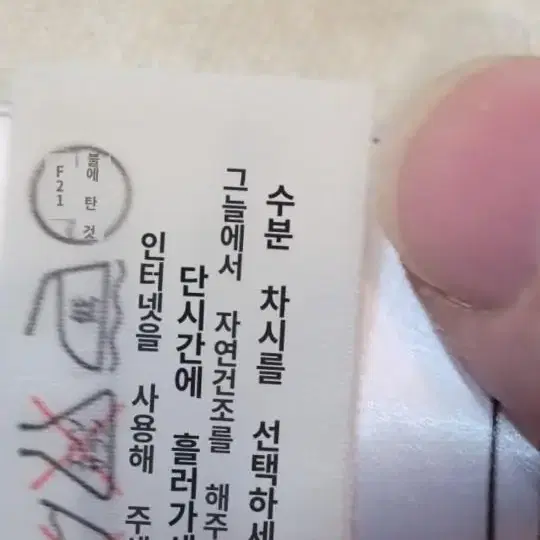 수분 차시를 선택하세
그늘에서 자연건조를 해주
단시간에 흘러가세
인터넷을 사용해 주세
불에 탄 것
F21